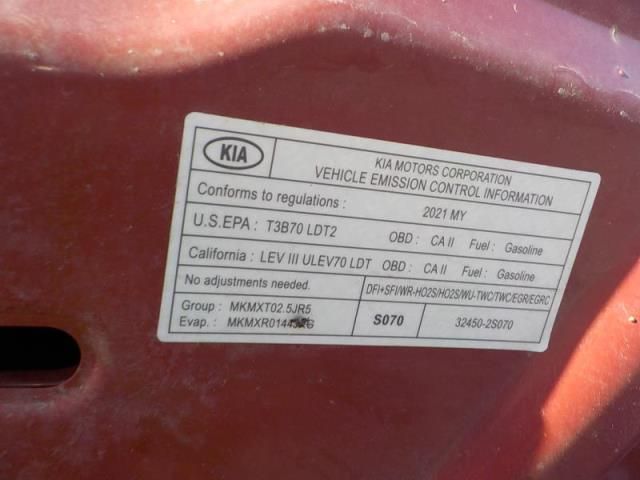 KIA
KIA MOTORS CORPORATION
VEHICLE EMISSION CONTROL INFORMATION
Conforms to regulations : 2021 MY
U.S.EPA : T3B70 LDT2 OBD : CA II Fuel : Gasoline
California : LEV III ULEV70 LDT OBD : CA II Fuel : Gasoline
No adjustments needed. DFI+SFI/WR-HO2S/HO2S/WU-TWC/TWC/EGR/EGRC
Group : MKMXT02.5JR5
Evap. :
S070 32450-2S070